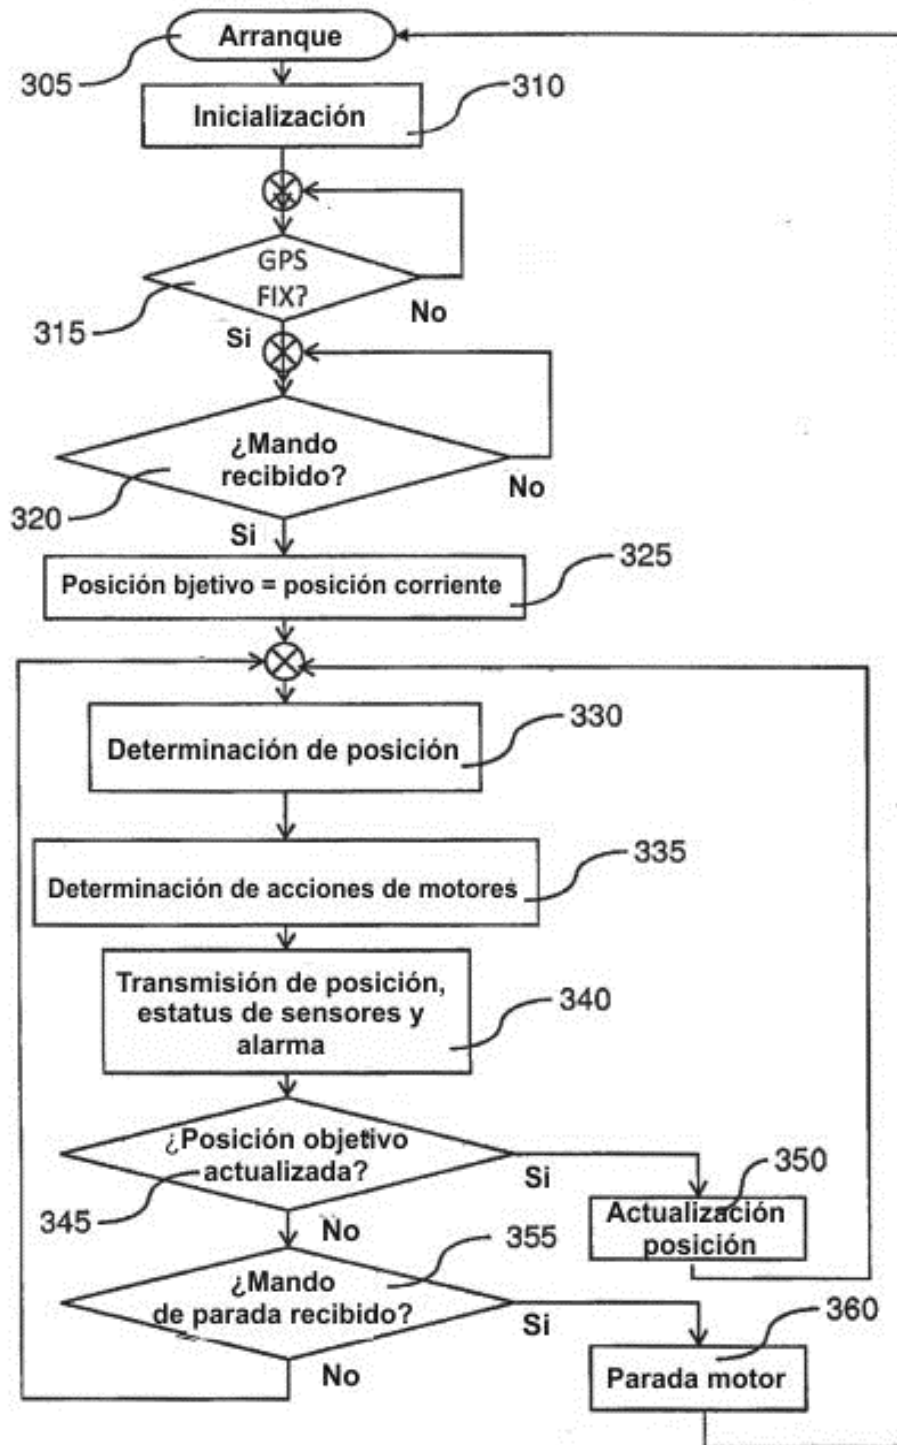 Arranque
305
310
Inicialización
GPS
FIX?
315
No
Si
¿Mando
recibido?
320
No
Si
325
Posición bjetivo = posición corriente
330
Determinación de posición
335
Determinación de acciones de motores
Transmisión de posición,
estatus de sensores y
alarma
340
¿Posición objetivo
actualizada?
345
Si
350
Actualización
posición
No
355
¿Mando
de parada recibido?
Si
360
Parada motor
No